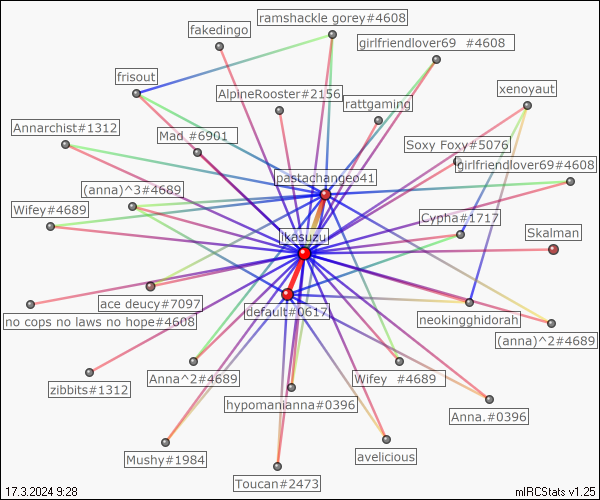 ramshackle gorey#4608
fakedingo
girlfriendlover69 #4608
frisout
xenoyaut
AlpineRooster#2156
rattgaming
Annarchist#1312
Mad #6901
Soxy Foxy#5076
girlfriendlover69#4608
pastachangeo41
(anna)^3#4689
Wifey#4689
Cypha#1717
ikasuzu
Skalman
ace deucy#7097
no cops no laws no hope#4608
default#0617
neokingghidorah
(anna)^2#4689
zibbits#1312
Anna^2#4689
Wifey #4689
hypomanianna#0396
Anna.#0396
Mushy#1984
avelicious
Toucan#2473
17.3.2024 9:28
mIRCStats v1.25